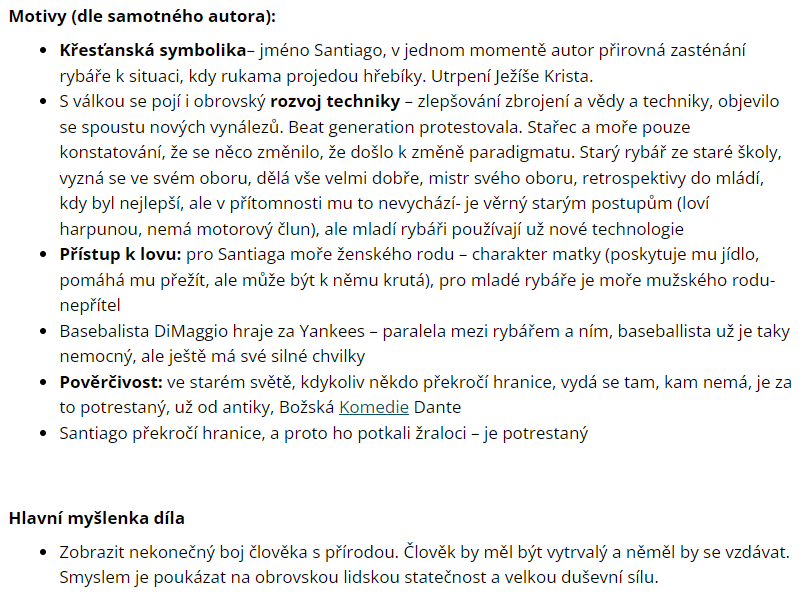 Motivy (dle samotného autora):
• Křesťanská symbolika– jméno Santiago, v jednom momentě autor přirovná zasténání
rybáře k situaci, kdy rukama projedou hřebíky. Utrpení Ježíše Krista.
• S válkou se pojí i obrovský rozvoj techniky – zlepšování zbrojení a vědy a techniky, objevilo
se spoustu nových vynálezů. Beat generation protestovala. Stařec a moře pouze
konstatování, že se něco změnilo, že došlo k změně paradigmatu. Starý rybář ze staré školy,
vyzná se ve svém oboru, dělá vše velmi dobře, mistr svého oboru, retrospektivy do mládí,
kdy byl nejlepší, ale v přítomnosti mu to nevychází- je věrný starým postupům (loví
harpunou, nemá motorový člun), ale mladí rybáři používají už nové technologie
• Přístup k lovu: pro Santiaga moře ženského rodu – charakter matky (poskytuje mu jídlo,
pomáhá mu přežít, ale může být k němu krutá), pro mladé rybáře je moře mužského rodu-
nepřítel
• Basebalista DiMaggio hraje za Yankees – paralela mezi rybářem a ním, baseballista už je taky
nemocný, ale ještě má své silné chvilky
• Pověrčivost: ve starém světě, kdykoliv někdo překročí hranice, vydá se tam, kam nemá, je za
to potrestaný, už od antiky, Božská Komedie Dante
• Santiago překročí hranice, a proto ho potkali žraloci – je potrestaný
Hlavní myšlenka díla
• Zobrazit nekonečný boj člověka s přírodou. Člověk by měl být vytrvalý a něměl by se vzdávat.
Smyslem je poukázat na obrovskou lidskou statečnost a velkou duševní sílu.